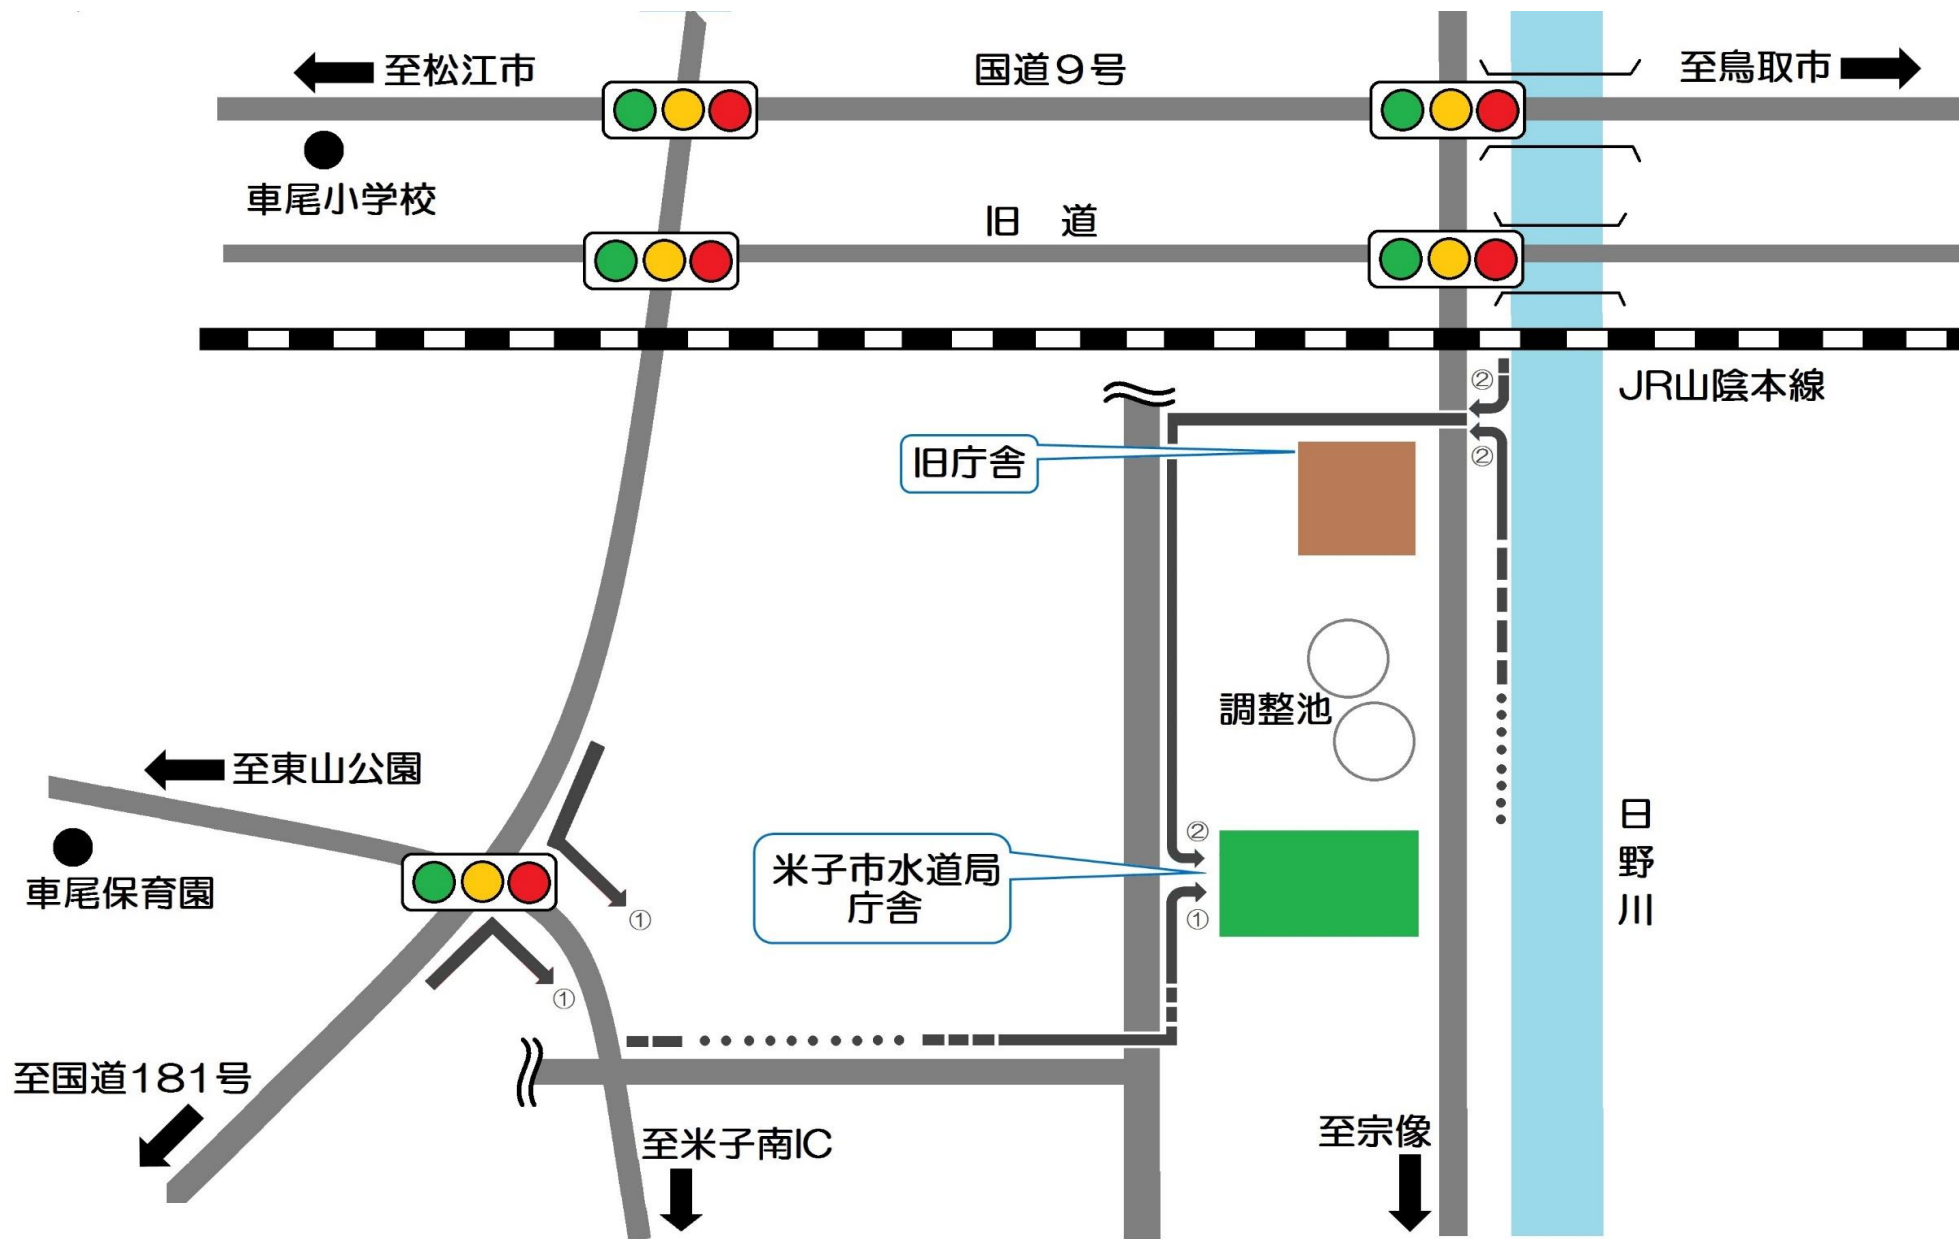 至松江市
国道9号
至鳥取市
車尾小学校
旧 道
JR山陰本線
②
②
旧庁舎
調整池
至東山公園
日野川
車尾保育園
米子市水道局
庁舎
②
①
①
①
至国道181号
至米子南IC
至宗像